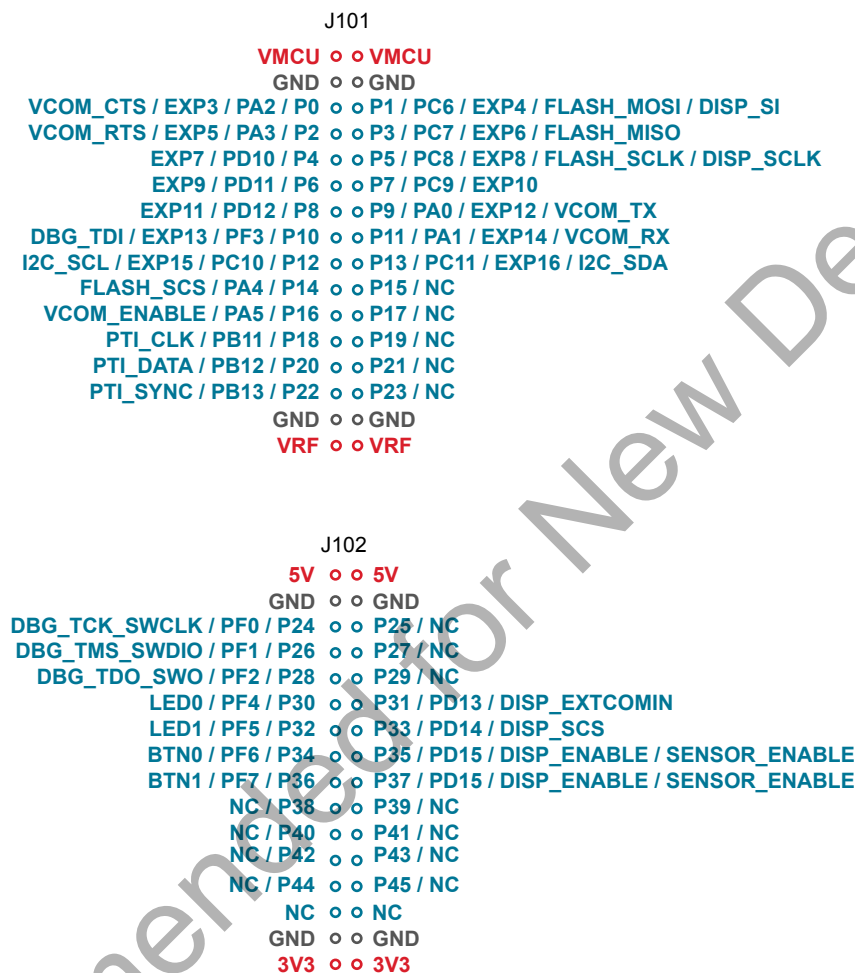 J101
VMCU VMCU
GND GND
VCOM_CTS / EXP3 / PA2 / P0 P1 / PC6 / EXP4 / FLASH_MOSI / DISP_SI
VCOM_RTS / EXP5 / PA3 / P2 P3 / PC7 / EXP6 / FLASH_MISO
EXP7 / PD10 / P4 P5 / PC8 / EXP8 / FLASH_SCLK / DISP_SCLK
EXP9 / PD11 / P6 P7 / PC9 / EXP10
EXP11 / PD12 / P8 P9 / PA0 / EXP12 / VCOM_TX
DBG_TDI / EXP13 / PF3 / P10 P11 / PA1 / EXP14 / VCOM_RX
I2C_SCL / EXP15 / PC10 / P12 P13 / PC11 / EXP16 / I2C_SDA
FLASH_SCS / PA4 / P14 P15 / NC
VCOM_ENABLE / PA5 / P16 P17 / NC
PTI_CLK / PB11 / P18 P19 / NC
PTI_DATA / PB12 / P20 P21 / NC
PTI_SYNC / PB13 / P22 P23 / NC
GND GND
VRF VRF
J102
5V 5V
GND GND
DBG_TCK_SWCLK / PF0 / P24 P25 / NC
DBG_TMS_SWDIO / PF1 / P26 P27 / NC
DBG_TDO_SWO / PF2 / P28 P29 / NC
LED0 / PF4 / P30 P31 / PD13 / DISP_EXTCOMIN
LED1 / PF5 / P32 P33 / PD14 / DISP_SCS
BTN0 / PF6 / P34 P35 / PD15 / DISP_ENABLE / SENSOR_ENABLE
BTN1 / PF7 / P36 P37 / PD15 / DISP_ENABLE / SENSOR_ENABLE
NC / P38 P39 / NC
NC / P40 P41 / NC
NC / P42 P43 / NC
NC / P44 P45 / NC
NC NC
GND GND
3V3 3V3
mended for New De